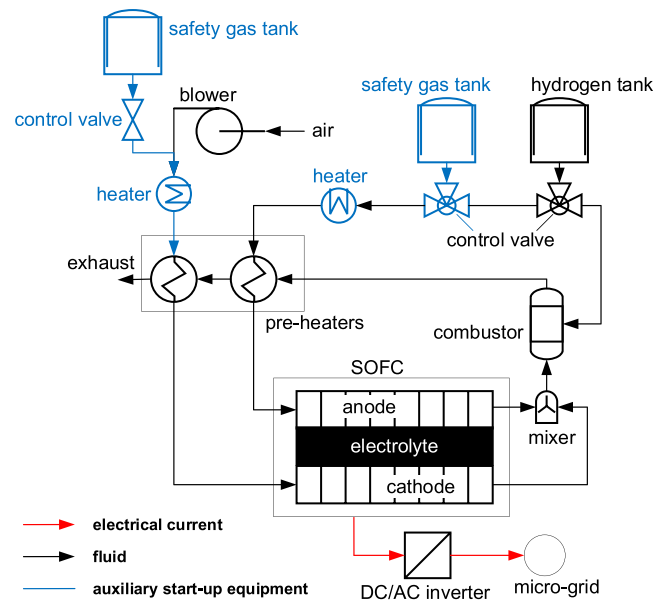 safety gas tank
blower
control valve
air
heater
safety gas tank
hydrogen tank
heater
control valve
exhaust
pre-heaters
combustor
SOFC
anode
electrolyte
cathode
mixer
electrical current
fluid
auxiliary start-up equipment
DC/AC inverter
micro-grid